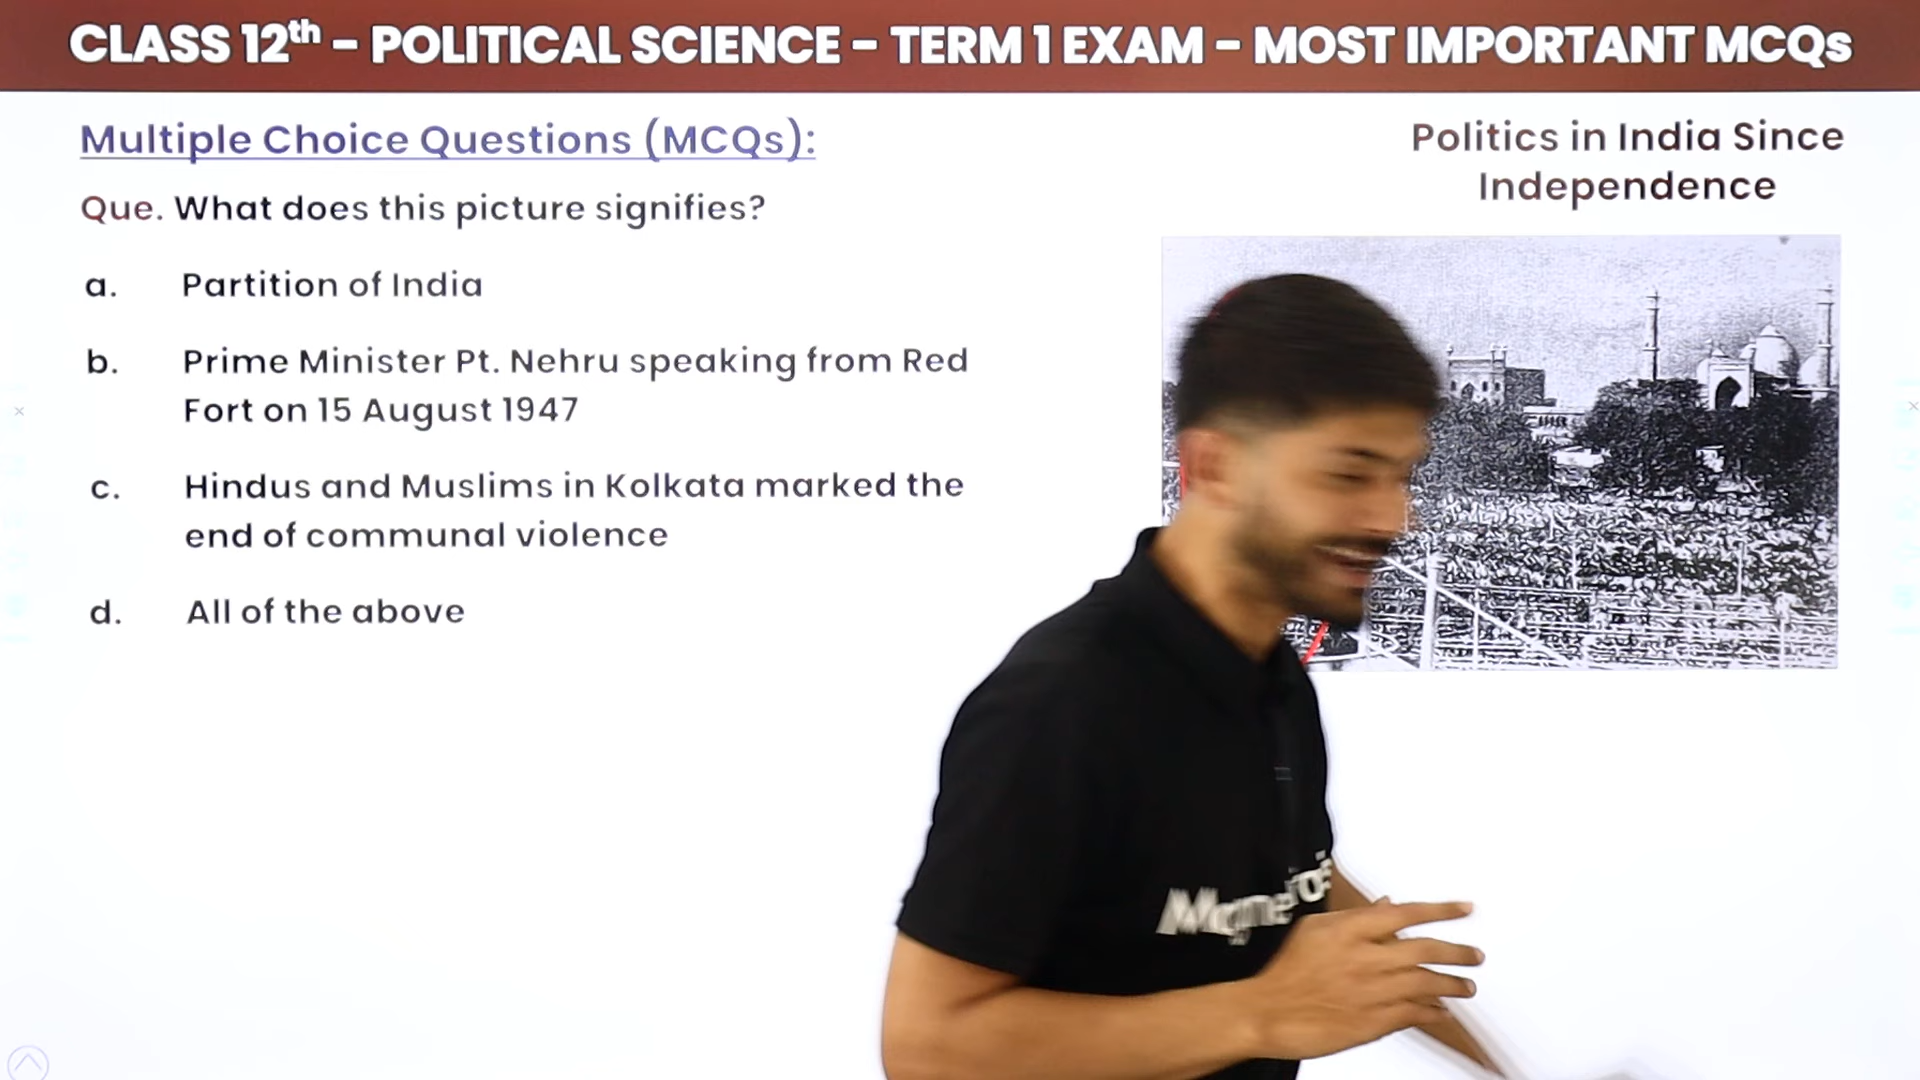 CLASS 12th - POLITICAL SCIENCE - TERM 1 EXAM - MOST IMPORTANT MCQs
Multiple Choice Questions (MCQs):
Politics in India Since
Independence
Que. What does this picture signifies?
a. Partition of India
b. Prime Minister Pt. Nehru speaking from Red
Fort on 15 August 1947
c. Hindus and Muslims in Kolkata marked the
end of communal violence
d. All of the above